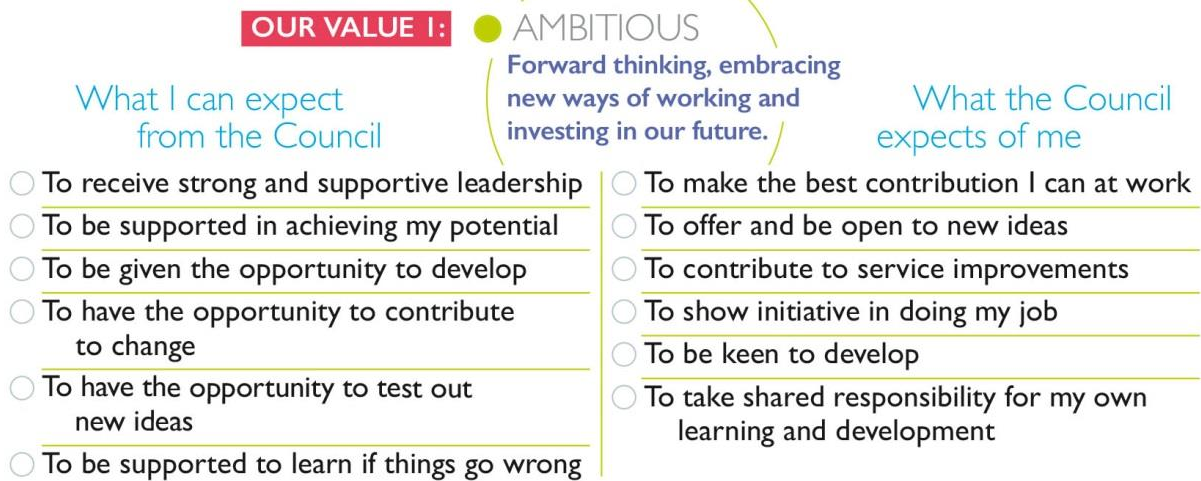 OUR VALUE 1:
AMBITIOUS
Forward thinking, embracing
new ways of working and
investing in our future.
What I can expect
from the Council
To receive strong and supportive leadership
To be supported in achieving my potential
To be given the opportunity to develop
To have the opportunity to contribute
to change
To have the opportunity to test out
new ideas
To be supported to learn if things go wrong
What the Council
expects of me
To make the best contribution I can at work
To offer and be open to new ideas
To contribute to service improvements
To show initiative in doing my job
To be keen to develop
To take shared responsibility for my own
learning and development